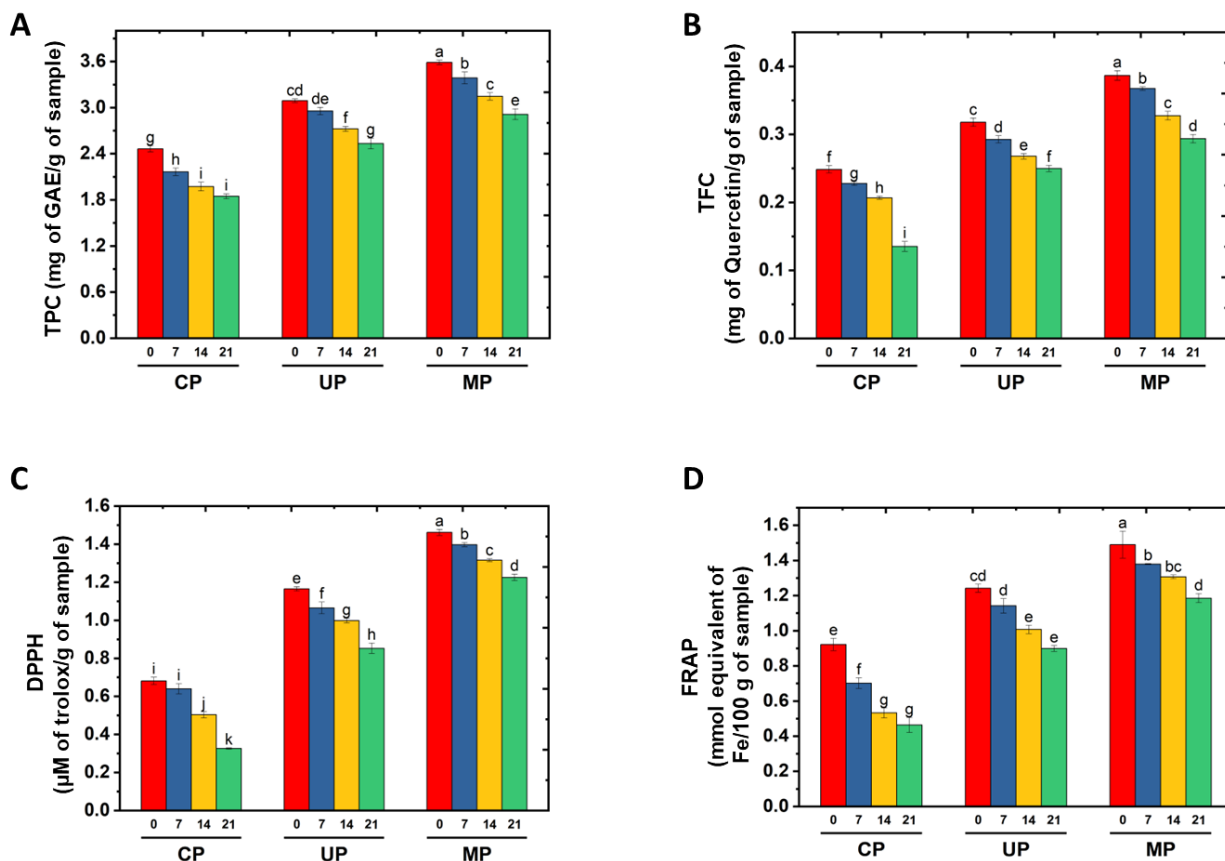 A
TPC (mg of GAE/g of sample)
3.6
3.0
2.4
1.8
1.2
0.6
0.0
g h i i
cd de f g
a b c e
0 7 14 21 0 7 14 21 0 7 14 21
CP UP MP
B
TFC
(mg of Quercetin/g of sample)
0.4
0.3
0.2
0.1
0.0
f g h i
c d e f
a b c d
0 7 14 21 0 7 14 21 0 7 14 21
CP UP MP
C
DPPH
(µM of trolox/g of sample)
1.6
1.4
1.2
1.0
0.8
0.6
0.4
0.2
0.0
i i j k
e f g h
a b c d
0 7 14 21 0 7 14 21 0 7 14 21
CP UP MP
D
FRAP
(mmol equivalent of
Fe/100 g of sample)
1.6
1.4
1.2
1.0
0.8
0.6
0.4
0.2
0.0
e f g g
cd d e e
a b bc d
0 7 14 21 0 7 14 21 0 7 14 21
CP UP MP